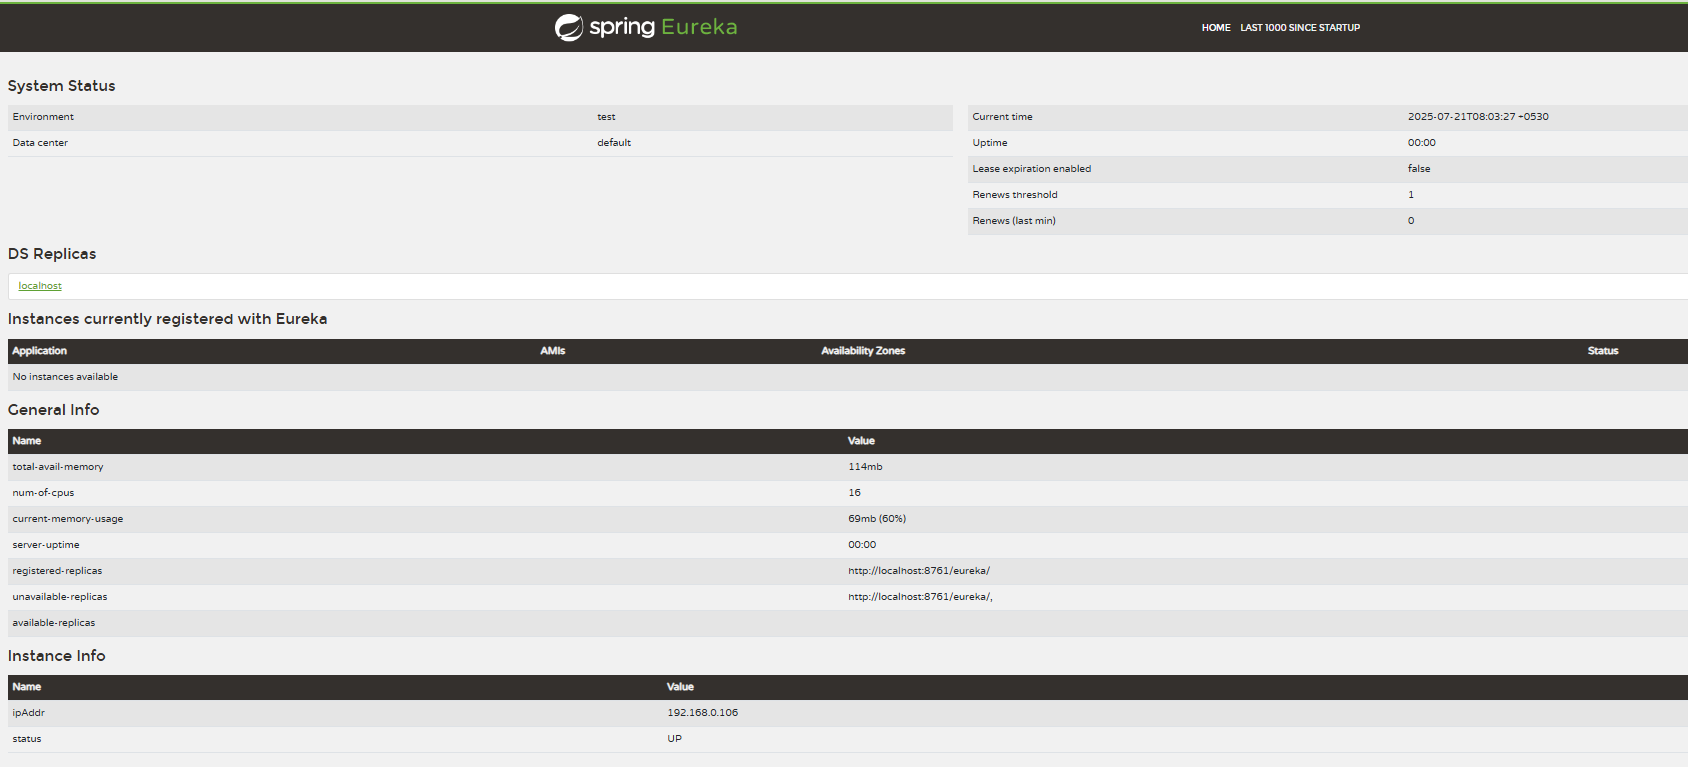 spring Eureka
HOME LAST 1000 SINCE STARTUP
System Status
Environment test
Data center default
Current time 2025-07-21T08:03:27 +0530
Uptime 00:00
Lease expiration enabled false
Renews threshold 1
Renews (last min) 0
DS Replicas
localhost
Instances currently registered with Eureka
Application AMIs Availability Zones Status
No instances available
General Info
Name Value
total-avail-memory 114mb
num-of-cpus 16
current-memory-usage 69mb (60%)
server-uptime 00:00
registered-replicas http://localhost:8761/eureka/
unavailable-replicas http://localhost:8761/eureka/,
available-replicas
Instance Info
Name Value
ipAddr 192.168.0.106
status UP